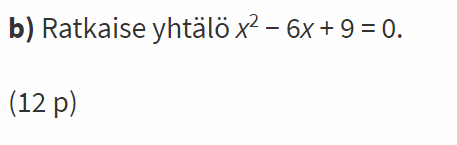 b) Ratkaise yhtälö x² − 6x + 9 = 0.
(12 p)